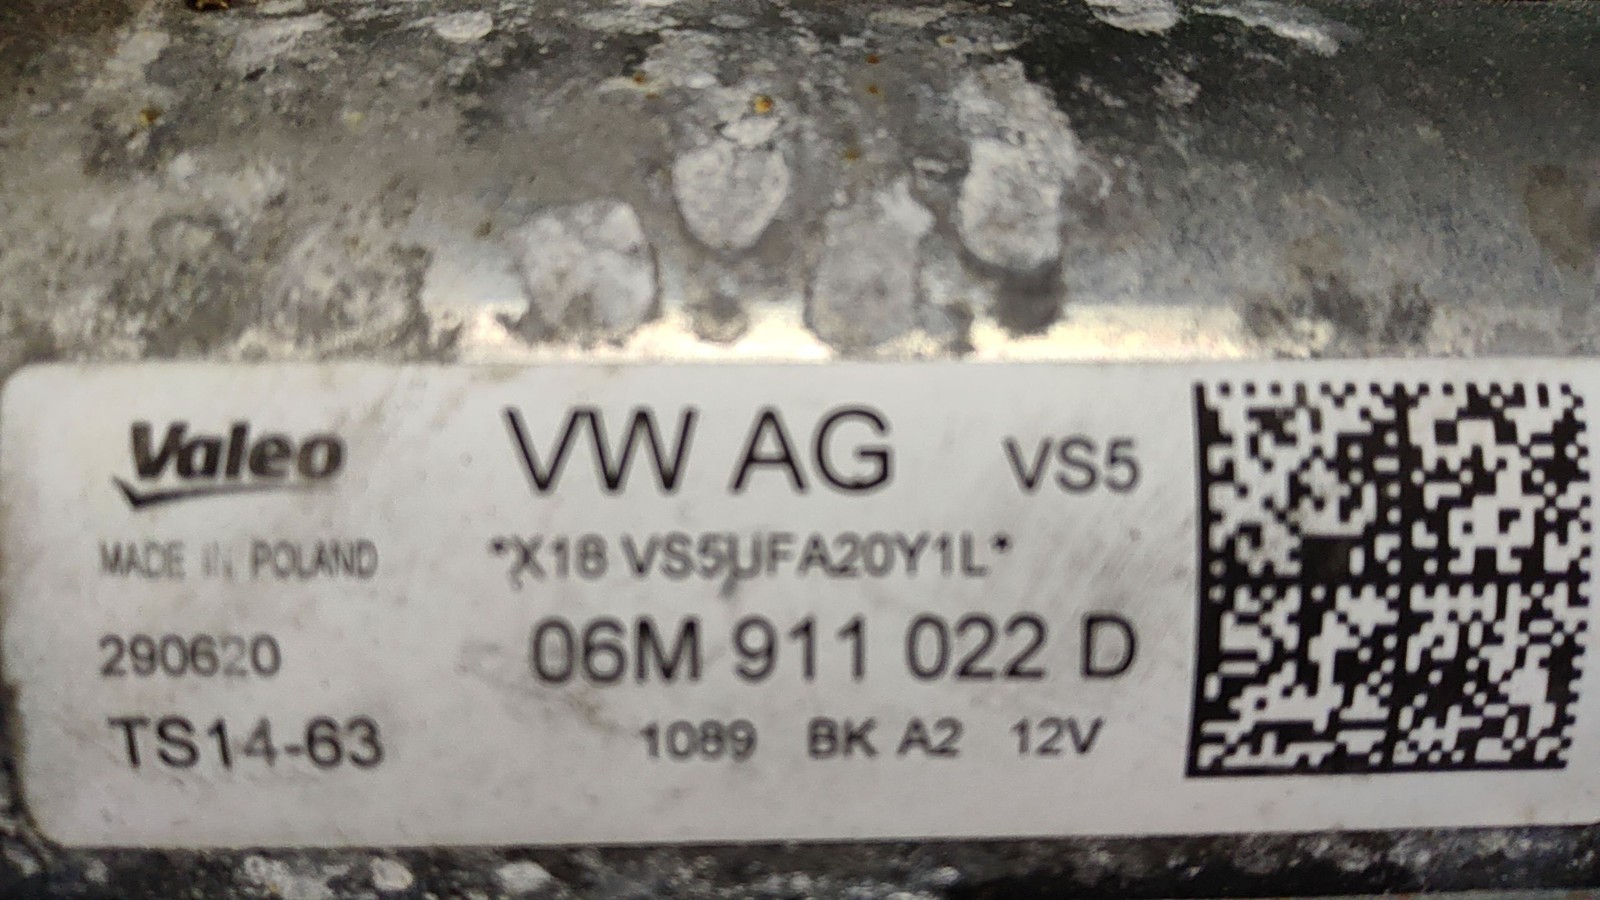 Valeo VW AG VS5
MADE IN POLAND *X18 VS5UFA20Y1L*
290620 06M 911 022 D
TS14-63 1089 BK A2 12V